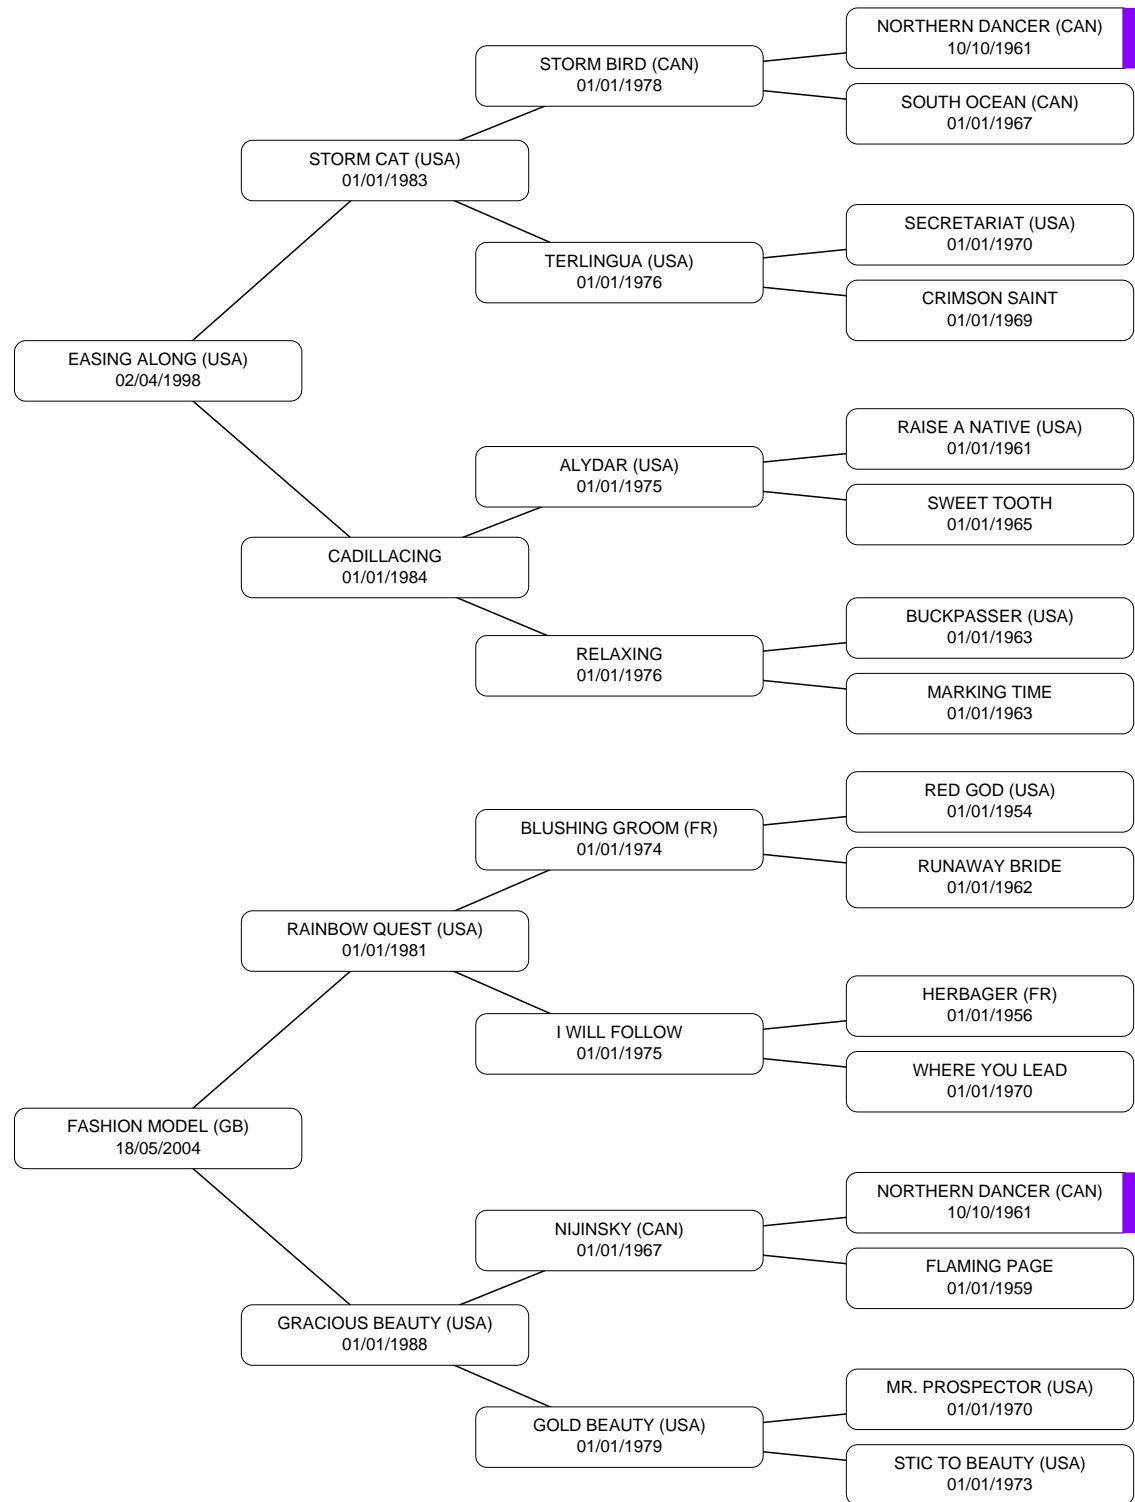 NORTHERN DANCER (CAN)
10/10/1961
STORM BIRD (CAN)
01/01/1978
SOUTH OCEAN (CAN)
01/01/1967
STORM CAT (USA)
01/01/1983
SECRETARIAT (USA)
01/01/1970
TERLINGUA (USA)
01/01/1976
CRIMSON SAINT
01/01/1969
EASING ALONG (USA)
02/04/1998
RAISE A NATIVE (USA)
01/01/1961
ALYDAR (USA)
01/01/1975
SWEET TOOTH
01/01/1965
CADILLACING
01/01/1984
BUCKPASSER (USA)
01/01/1963
RELAXING
01/01/1976
MARKING TIME
01/01/1963
RED GOD (USA)
01/01/1954
BLUSHING GROOM (FR)
01/01/1974
RUNAWAY BRIDE
01/01/1962
RAINBOW QUEST (USA)
01/01/1981
HERBAGER (FR)
01/01/1956
I WILL FOLLOW
01/01/1975
WHERE YOU LEAD
01/01/1970
FASHION MODEL (GB)
18/05/2004
NORTHERN DANCER (CAN)
10/10/1961
NIJINSKY (CAN)
01/01/1967
FLAMING PAGE
01/01/1959
GRACIOUS BEAUTY (USA)
01/01/1988
MR. PROSPECTOR (USA)
01/01/1970
GOLD BEAUTY (USA)
01/01/1979
STIC TO BEAUTY (USA)
01/01/1973